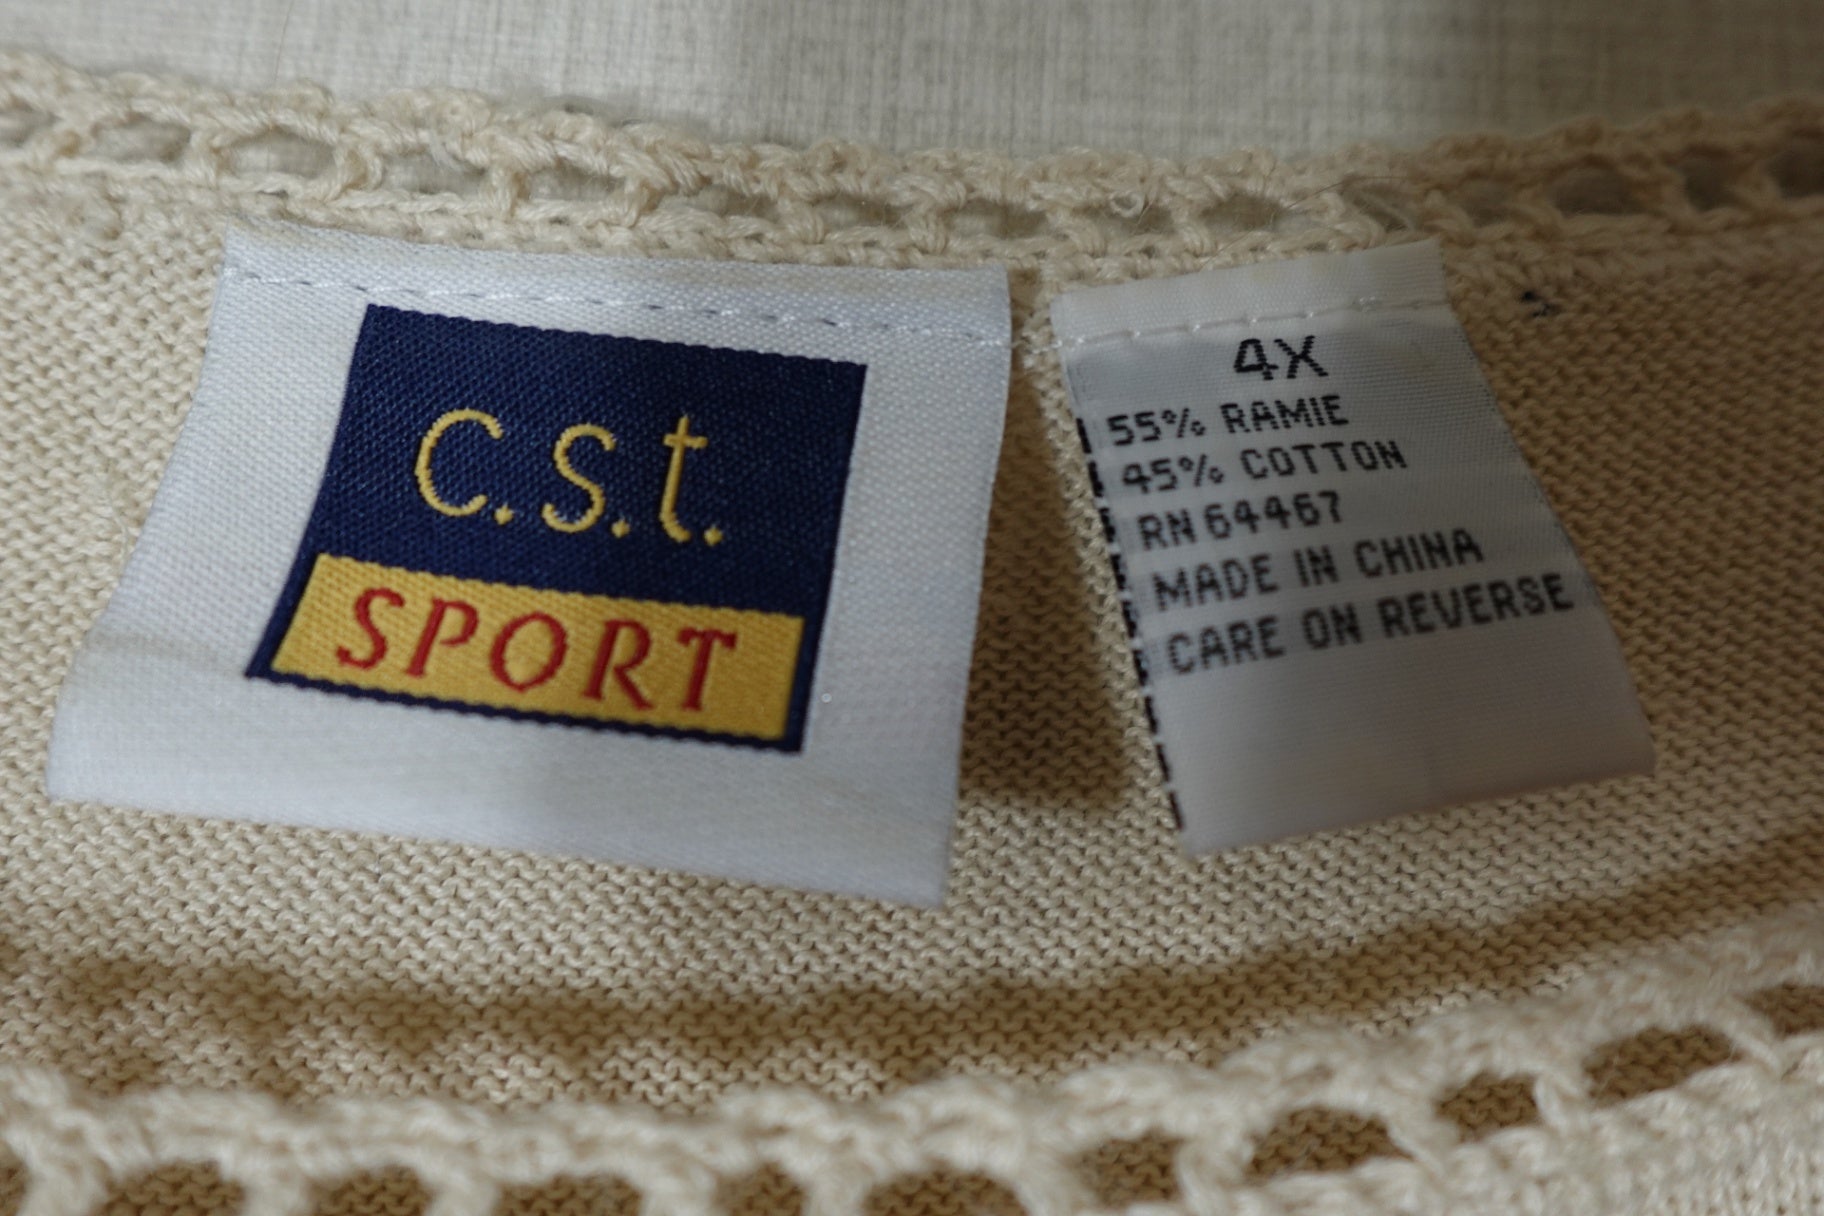 c.s.t.
SPORT
4X
55% RAMIE
45% COTTON
RN 64467
MADE IN CHINA
CARE ON REVERSE